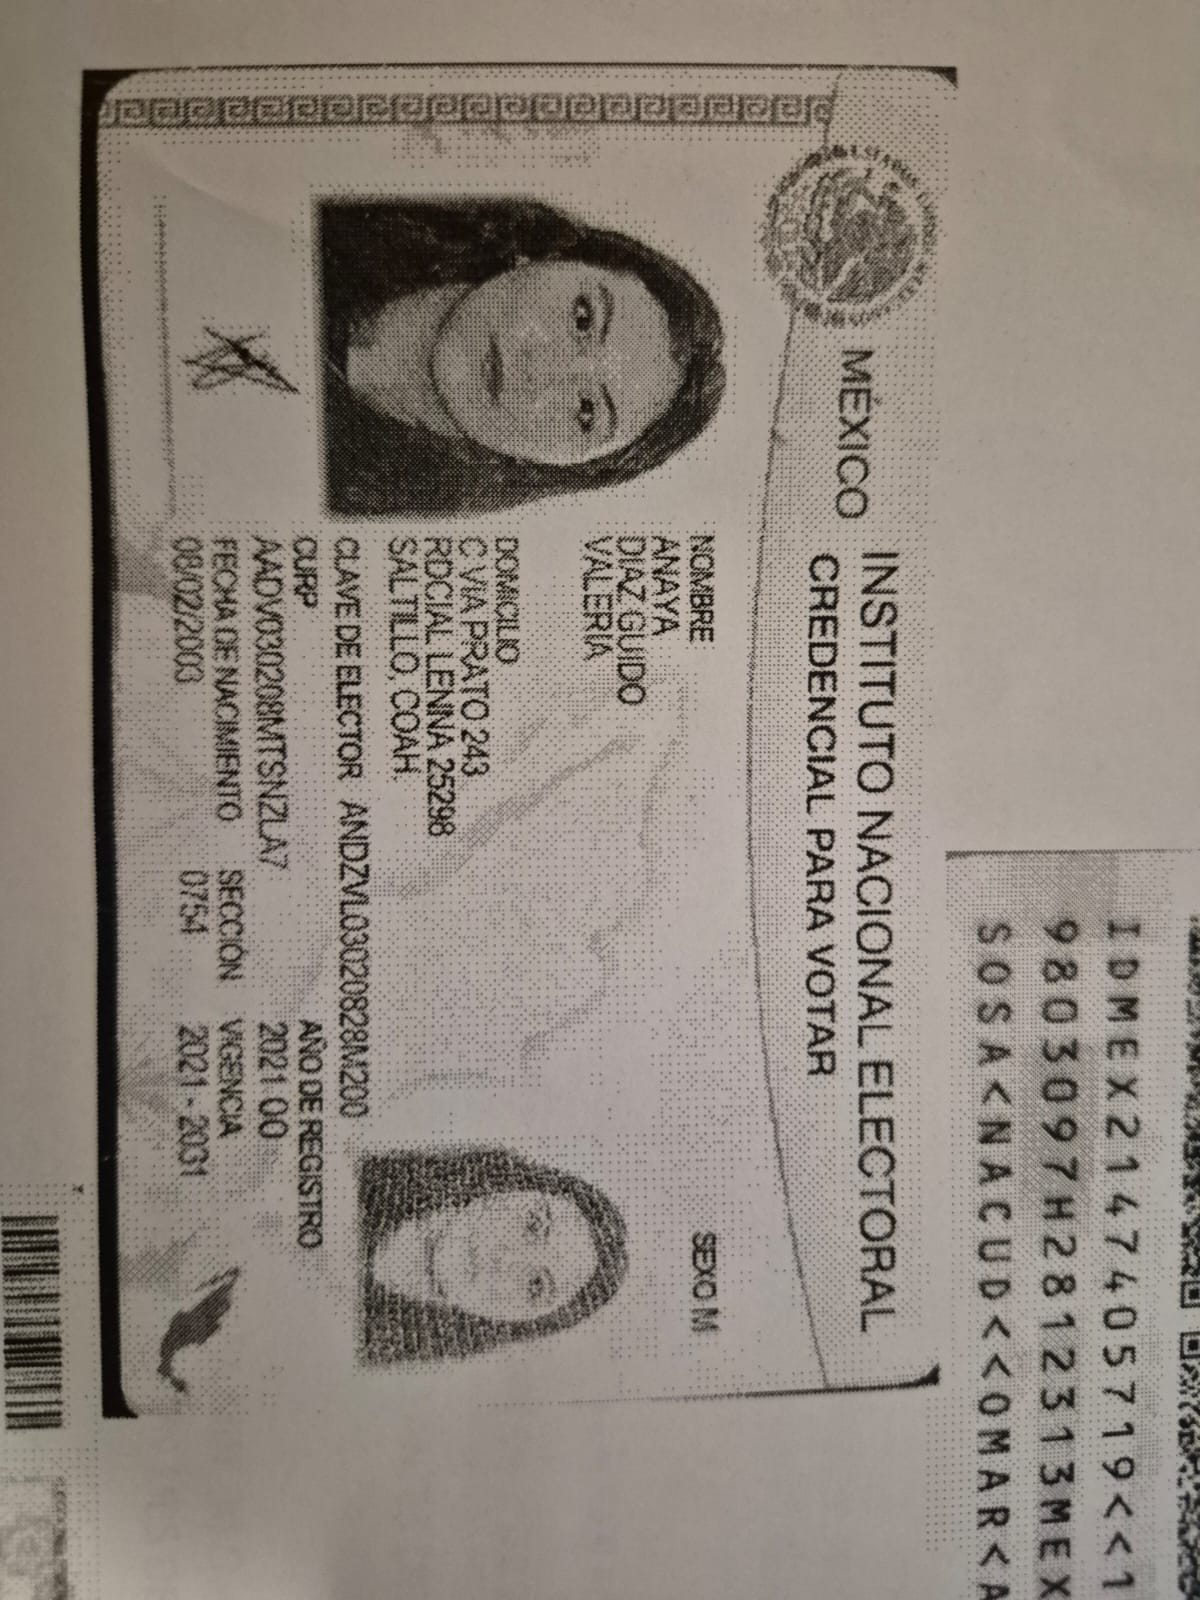 MÉXICO INSTITUTO NACIONAL ELECTORAL
CREDENCIAL PARA VOTAR
NOMBRE
ANAYA
DIAZ GUIDO
VALERIA
SEXO M
DOMICILIO
C VIA PRATO 243
RDCIAL LENNA 25298
SALTILLO, COAH.
CLAVE DE ELECTOR ANDZVL03020828M200
CURP
AADV030208MTSNZLA7
AÑO DE REGISTRO
2021 00
FECHA DE NACIMIENTO
08/02/2003
SECCIÓN
0754
VIGENCIA
2021 - 2031
IDMEX2147405719<<1
9803097H2812313MEX
SOSA<NACUD<<OMAR<A